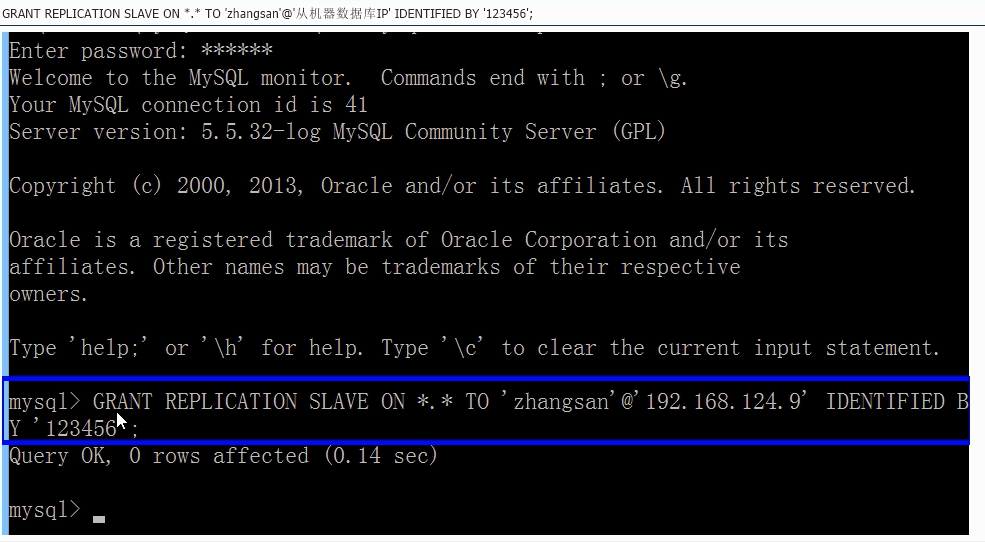 GRANT REPLICATION SLAVE ON *.* TO 'zhangsan'@'从机器数据库IP' IDENTIFIED BY '123456';
Enter password: ******
Welcome to the MySQL monitor.  Commands end with ; or \g.
Your MySQL connection id is 41
Server version: 5.5.32-log MySQL Community Server (GPL)
Copyright (c) 2000, 2013, Oracle and/or its affiliates. All rights reserved.
Oracle is a registered trademark of Oracle Corporation and/or its
affiliates. Other names may be trademarks of their respective
owners.
Type 'help;' or '\h' for help. Type '\c' to clear the current input statement.
mysql> GRANT REPLICATION SLAVE ON *.* TO 'zhangsan'@'192.168.124.9' IDENTIFIED B
Y '123456';
Query OK, 0 rows affected (0.14 sec)
mysql> _